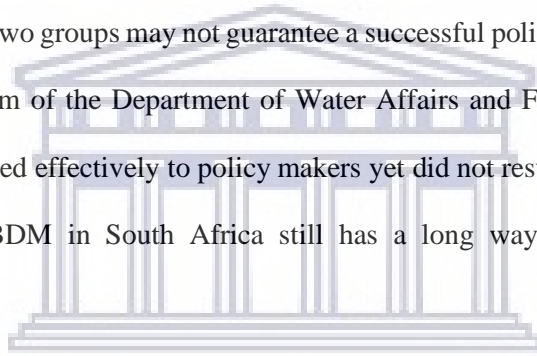 wo groups may not guarantee a successful poli
m of the Department of Water Affairs and F
ed effectively to policy makers yet did not res
BDM in South Africa still has a long way